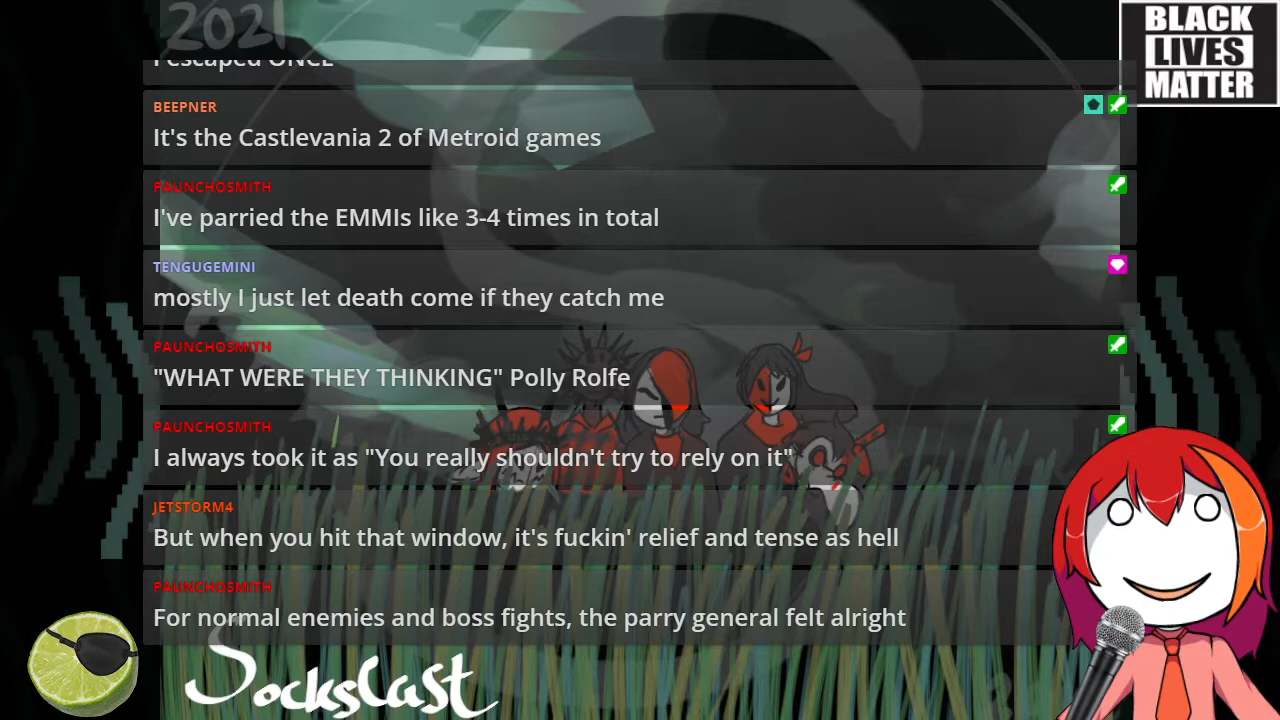 2021
I escaped ONCE
BLACK
LIVES
MATTER
BEEPNER
It's the Castlevania 2 of Metroid games
PAUNCHOSMITH
I've parried the EMMIs like 3-4 times in total
TENGUGEMINI
mostly I just let death come if they catch me
PAUNCHOSMITH
"WHAT WERE THEY THINKING" Polly Rolfe
PAUNCHOSMITH
I always took it as "You really shouldn't try to rely on it"
JETSTORM4
But when you hit that window, it's fuckin' relief and tense as hell
PAUNCHOSMITH
For normal enemies and boss fights, the parry general felt alright
SocksCast